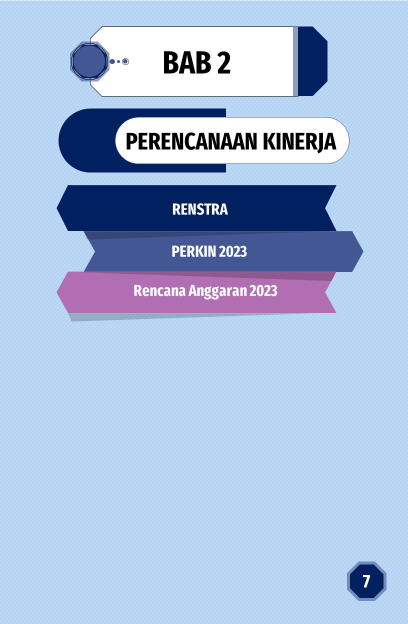 BAB 2
PERENCANAAN KINERJA
RENSTRA
PERKIN 2023
Rencana Anggaran 2023
7